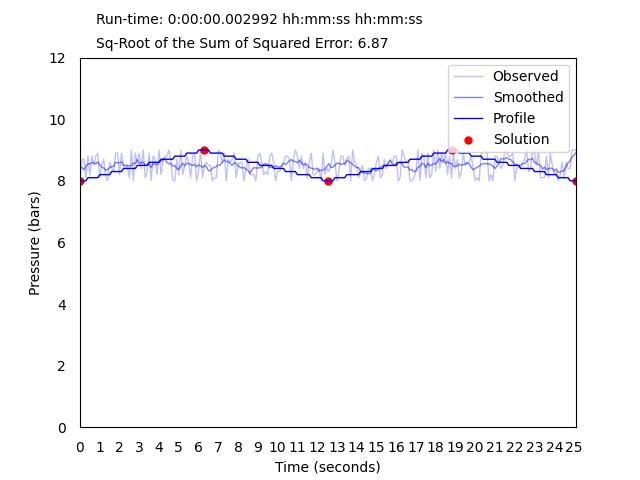 Run-time: 0:00:00.002992 hh:mm:ss hh:mm:ss
Sq-Root of the Sum of Squared Error: 6.87
Observed
Smoothed
Profile
Solution
12
10
8
6
4
2
0
Pressure (bars)
0 1 2 3 4 5 6 7 8 9 10 11 12 13 14 15 16 17 18 19 20 21 22 23 24 25
Time (seconds)